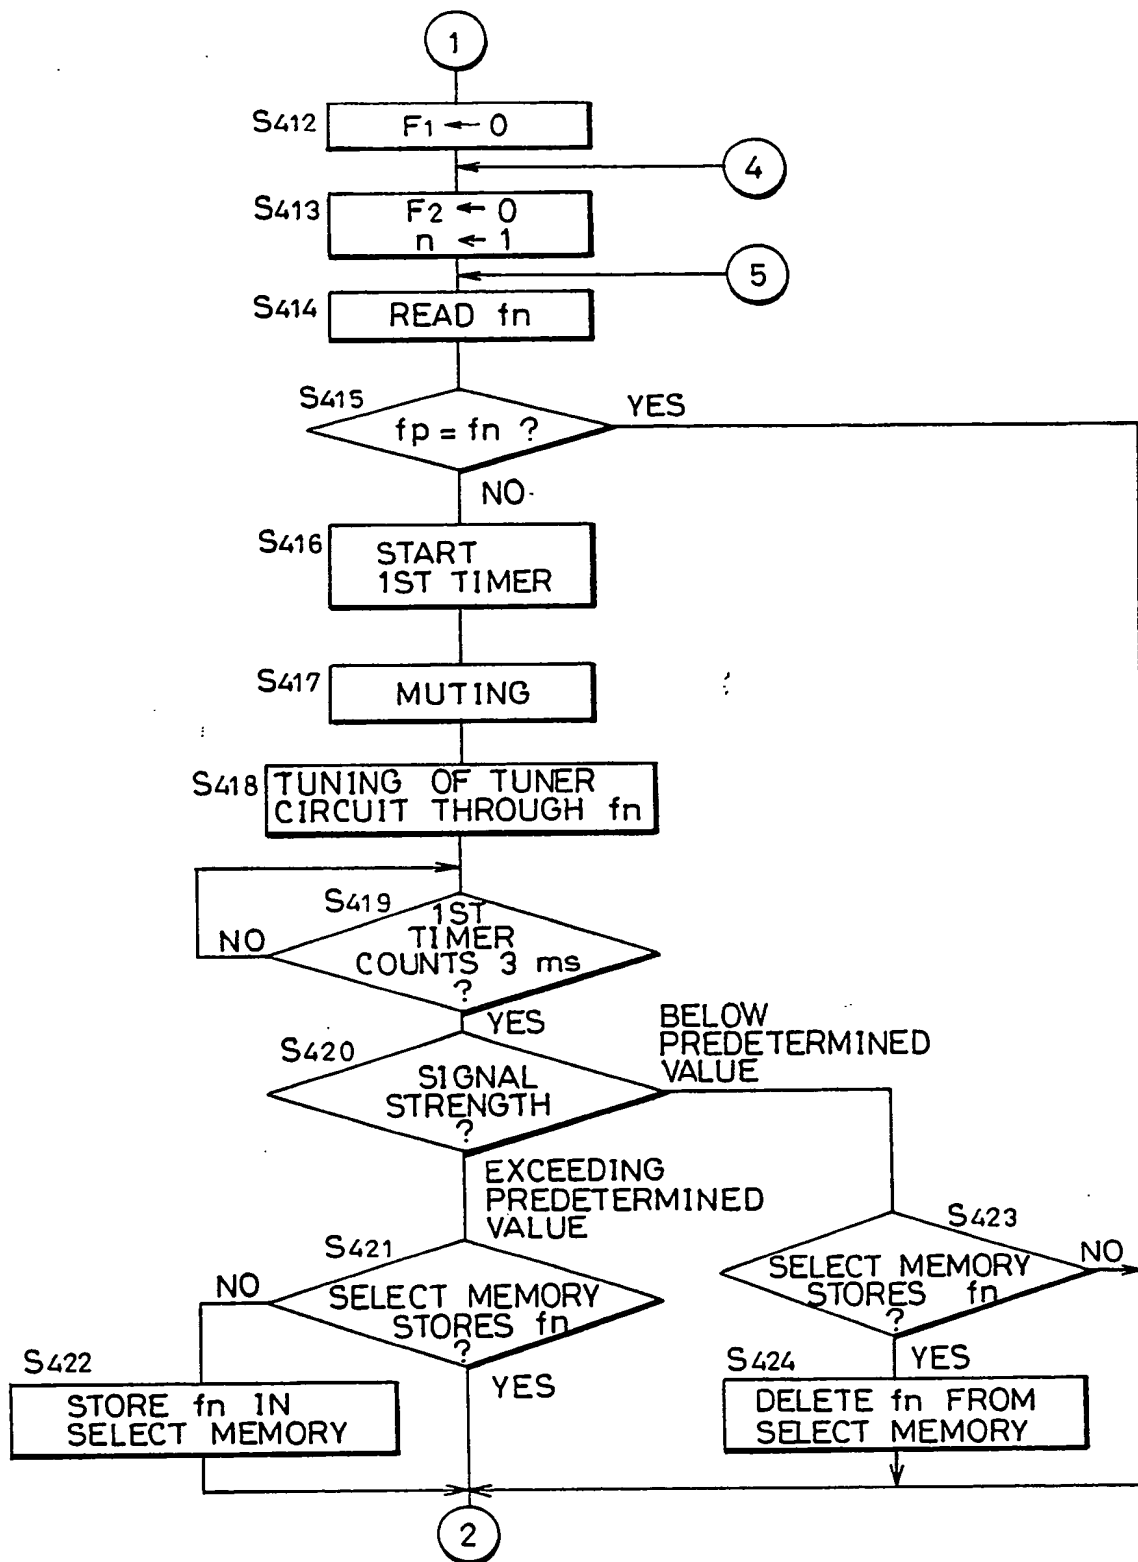 1
S412
F1 ← 0
4
S413
F2 ← 0
n ← 1
5
S414
READ fn
S415
fp = fn ?
YES
NO
S416
START
1ST TIMER
S417
MUTING
S418
TUNING OF TUNER
CIRCUIT THROUGH fn
S419
1ST
TIMER
COUNTS 3 ms
?
NO
YES
S420
SIGNAL
STRENGTH
?
BELOW
PREDETERMINED
VALUE
EXCEEDING
PREDETERMINED
VALUE
S421
SELECT MEMORY
STORES fn
?
NO
YES
S422
STORE fn IN
SELECT MEMORY
S423
SELECT MEMORY
STORES fn
?
NO
YES
S424
DELETE fn FROM
SELECT MEMORY
2